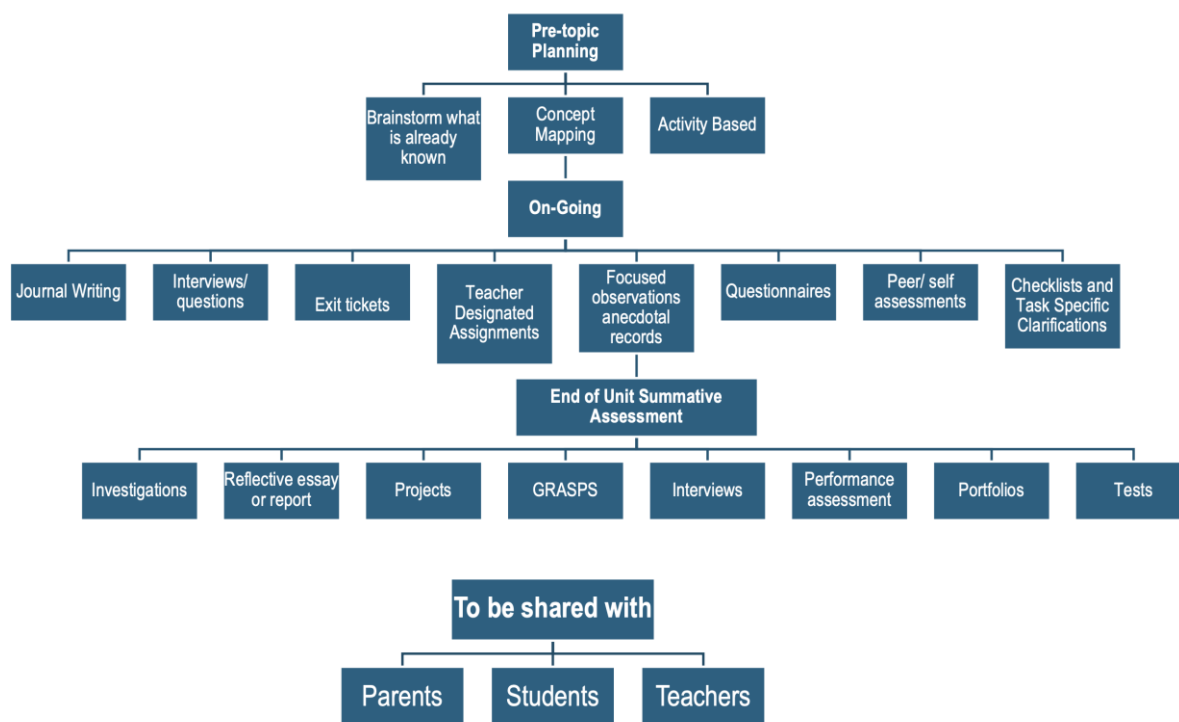 Pre-topic
Planning
Brainstorm what
is already
known
Concept
Mapping
Activity Based
On-Going
Journal Writing
Interviews/
questions
Exit tickets
Teacher
Designated
Assignments
Focused
observations
anecdotal
records
Questionnaires
Peer/ self
assessments
Checklists and
Task Specific
Clarifications
End of Unit Summative
Assessment
Investigations
Reflective essay
or report
Projects
GRASPS
Interviews
Performance
assessment
Portfolios
Tests
To be shared with
Parents
Students
Teachers